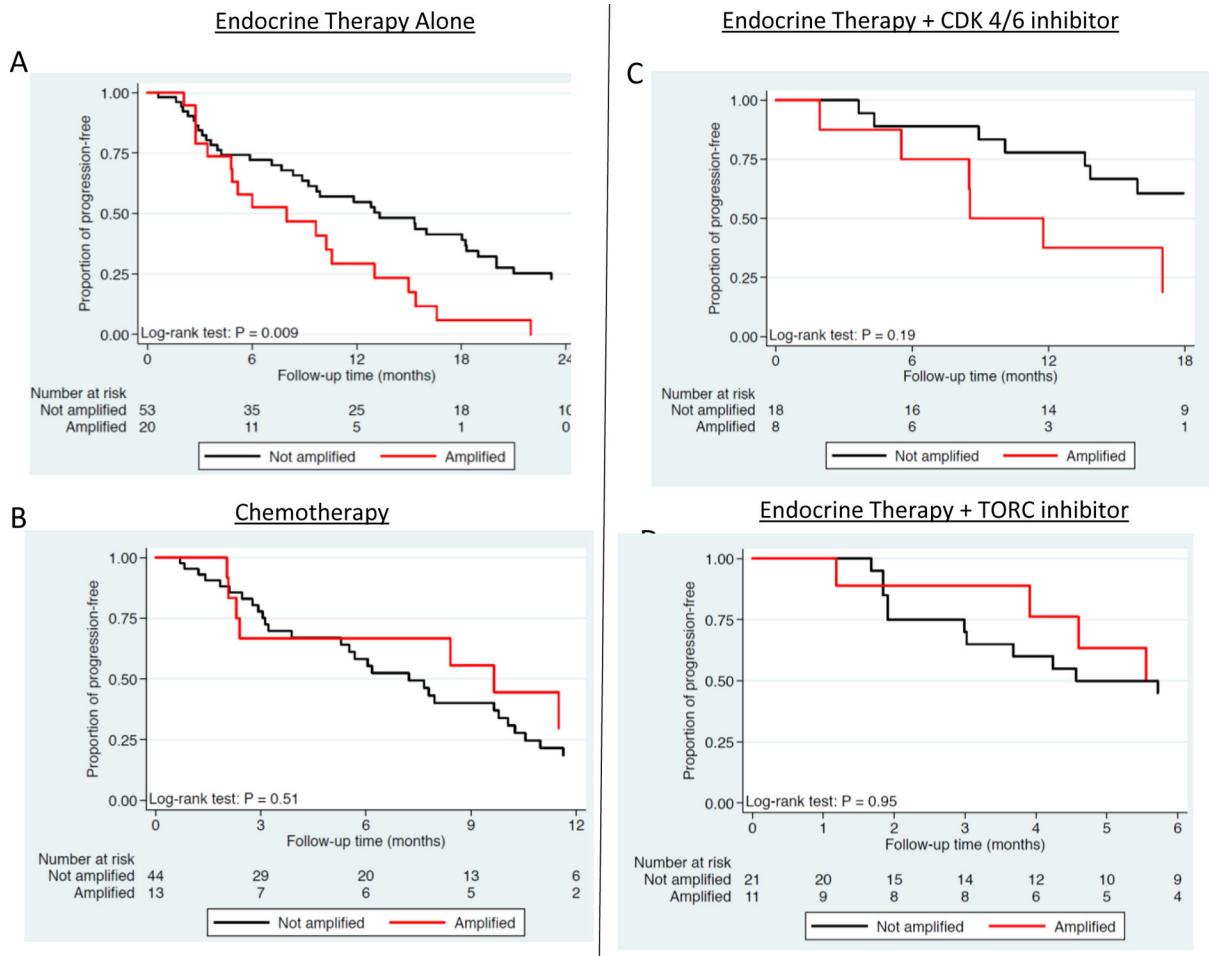 Endocrine Therapy Alone
A
1.00
0.75
0.50
0.25
0.00
Proportion of progression-free
Log-rank test: P = 0.009
0 6 12 18 24
Follow-up time (months)
Number at risk
Not amplified 53 35 25 18 10
Amplified 20 11 5 1 0
Not amplified Amplified
B
Chemotherapy
1.00
0.75
0.50
0.25
0.00
Proportion of progression-free
Log-rank test: P = 0.51
0 3 6 9 12
Follow-up time (months)
Number at risk
Not amplified 44 29 20 13 6
Amplified 13 7 6 5 2
Not amplified Amplified
Endocrine Therapy + CDK 4/6 inhibitor
C
1.00
0.75
0.50
0.25
0.00
Proportion of progression-free
Log-rank test: P = 0.19
0 6 12 18
Follow-up time (months)
Number at risk
Not amplified 18 16 14 9
Amplified 8 6 3 1
Not amplified Amplified
Endocrine Therapy + TORC inhibitor
1.00
0.75
0.50
0.25
0.00
Proportion of progression-free
Log-rank test: P = 0.95
0 1 2 3 4 5 6
Follow-up time (months)
Number at risk
Not amplified 21 20 15 14 12 10 9
Amplified 11 9 8 8 6 5 4
Not amplified Amplified